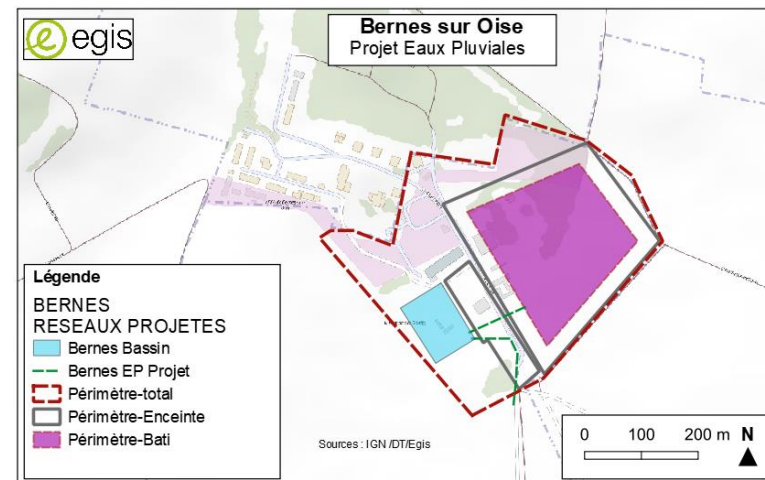 egis
Bernes sur Oise
Projet Eaux Pluviales
Légende
BERNES
RESEAUX PROJETES
Bernes Bassin
Bernes EP Projet
Périmètre-total
Périmètre-Enceinte
Périmètre-Bati
Sources : IGN /DT/Egis
0 100 200 m N